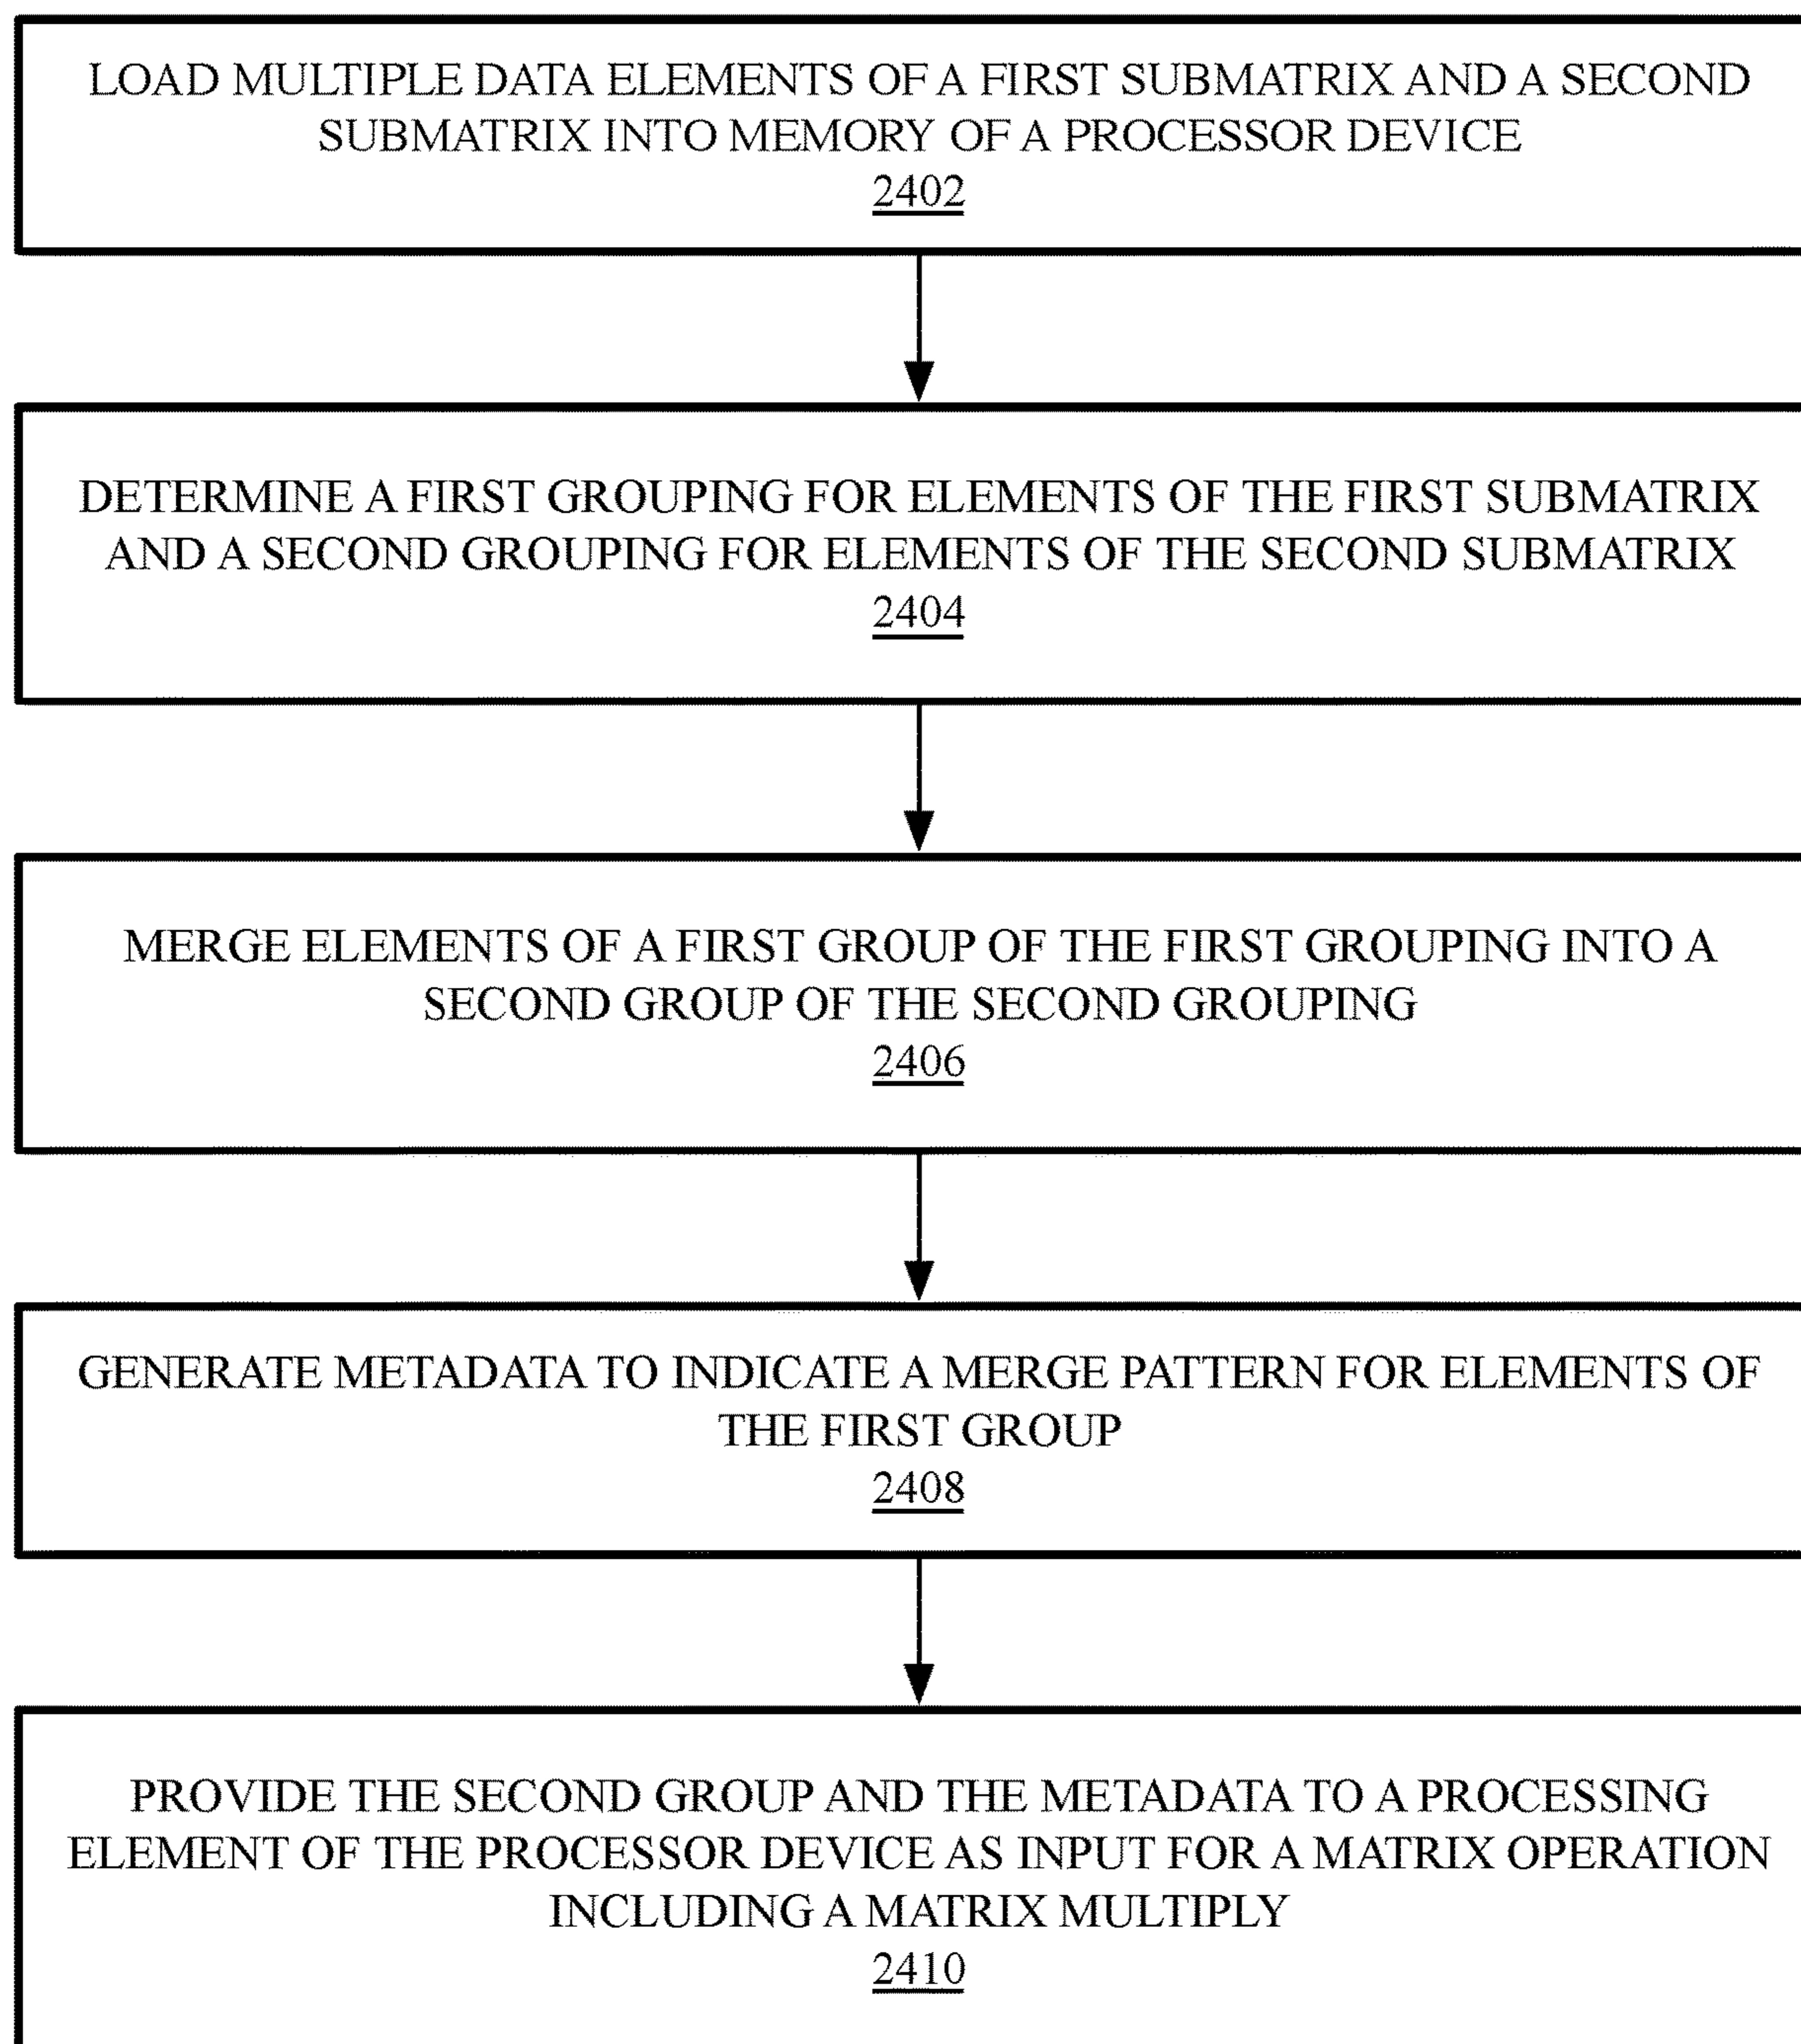 LOAD MULTIPLE DATA ELEMENTS OF A FIRST SUBMATRIX AND A SECOND
SUBMATRIX INTO MEMORY OF A PROCESSOR DEVICE
2402
DETERMINE A FIRST GROUPING FOR ELEMENTS OF THE FIRST SUBMATRIX
AND A SECOND GROUPING FOR ELEMENTS OF THE SECOND SUBMATRIX
2404
MERGE ELEMENTS OF A FIRST GROUP OF THE FIRST GROUPING INTO A
SECOND GROUP OF THE SECOND GROUPING
2406
GENERATE METADATA TO INDICATE A MERGE PATTERN FOR ELEMENTS OF
THE FIRST GROUP
2408
PROVIDE THE SECOND GROUP AND THE METADATA TO A PROCESSING
ELEMENT OF THE PROCESSOR DEVICE AS INPUT FOR A MATRIX OPERATION
INCLUDING A MATRIX MULTIPLY
2410